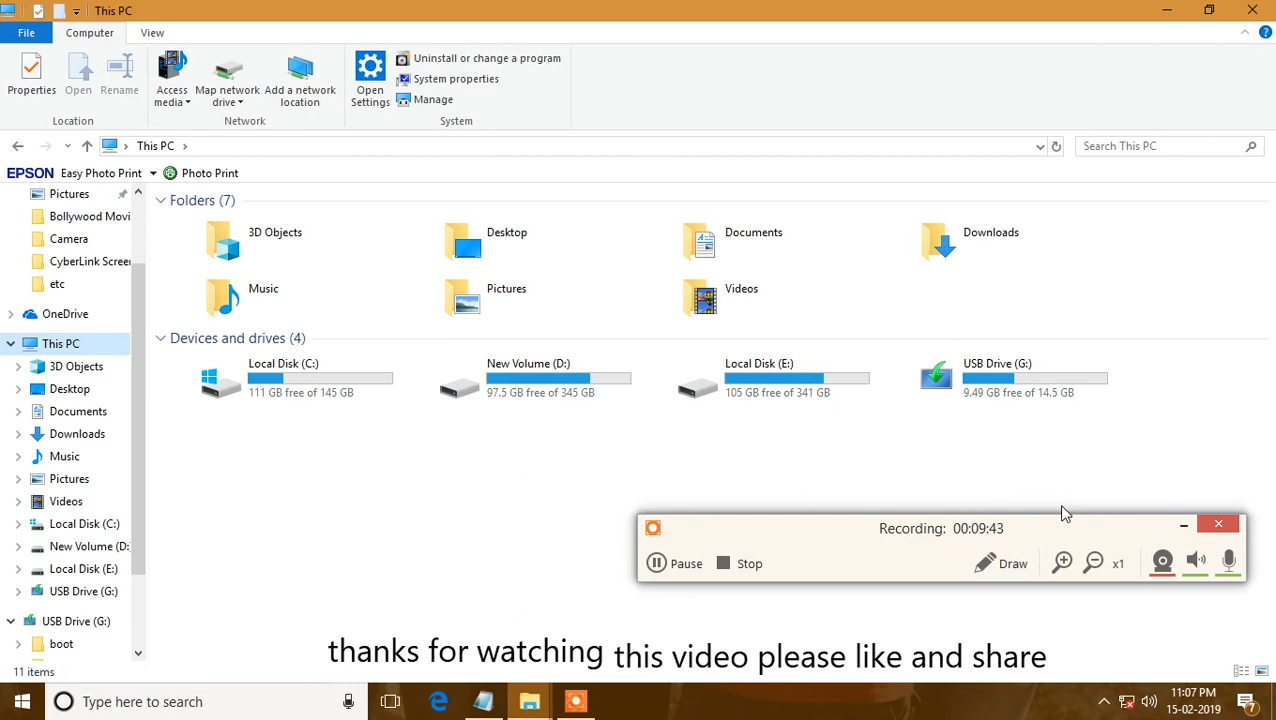 This PC
File
Computer
View
Properties
Open
Rename
Access media
Map network drive
Add a network location
Open Settings
Uninstall or change a program
System properties
Manage
Location
Network
System
This PC
Search This PC
EPSON Easy Photo Print
Photo Print
Pictures
Bollywood Movi
Camera
CyberLink Scree
etc
OneDrive
This PC
3D Objects
Desktop
Documents
Downloads
Music
Pictures
Videos
Local Disk (C:)
New Volume (D:
Local Disk (E:)
USB Drive (G:)
USB Drive (G:)
boot
Folders (7)
3D Objects
Desktop
Documents
Downloads
Music
Pictures
Videos
Devices and drives (4)
Local Disk (C:)
111 GB free of 145 GB
New Volume (D:)
97.5 GB free of 345 GB
Local Disk (E:)
105 GB free of 341 GB
USB Drive (G:)
9.49 GB free of 14.5 GB
Recording: 00:09:43
Pause
Stop
Draw
x1
thanks for watching this video please like and share
11 items
Type here to search
11:07 PM
15-02-2019
7